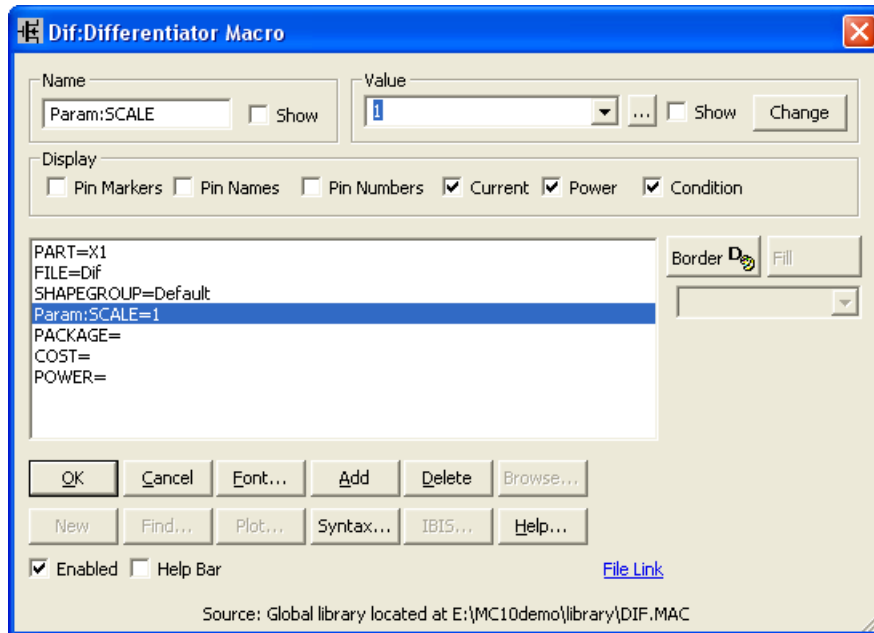 Dif:Differentiator Macro
Name
Value
Param:SCALE
Show
1
...
Show
Change
Display
Pin Markers
Pin Names
Pin Numbers
Current
Power
Condition
PART=X1
FILE=Dif
SHAPEGROUP=Default
Param:SCALE=1
PACKAGE=
COST=
POWER=
Border D
Fill
OK
Cancel
Font...
Add
Delete
Browse...
New
Find...
Plot...
Syntax...
IBIS...
Help...
Enabled
Help Bar
File Link
Source: Global library located at E:\MC10demo\library\DIF.MAC